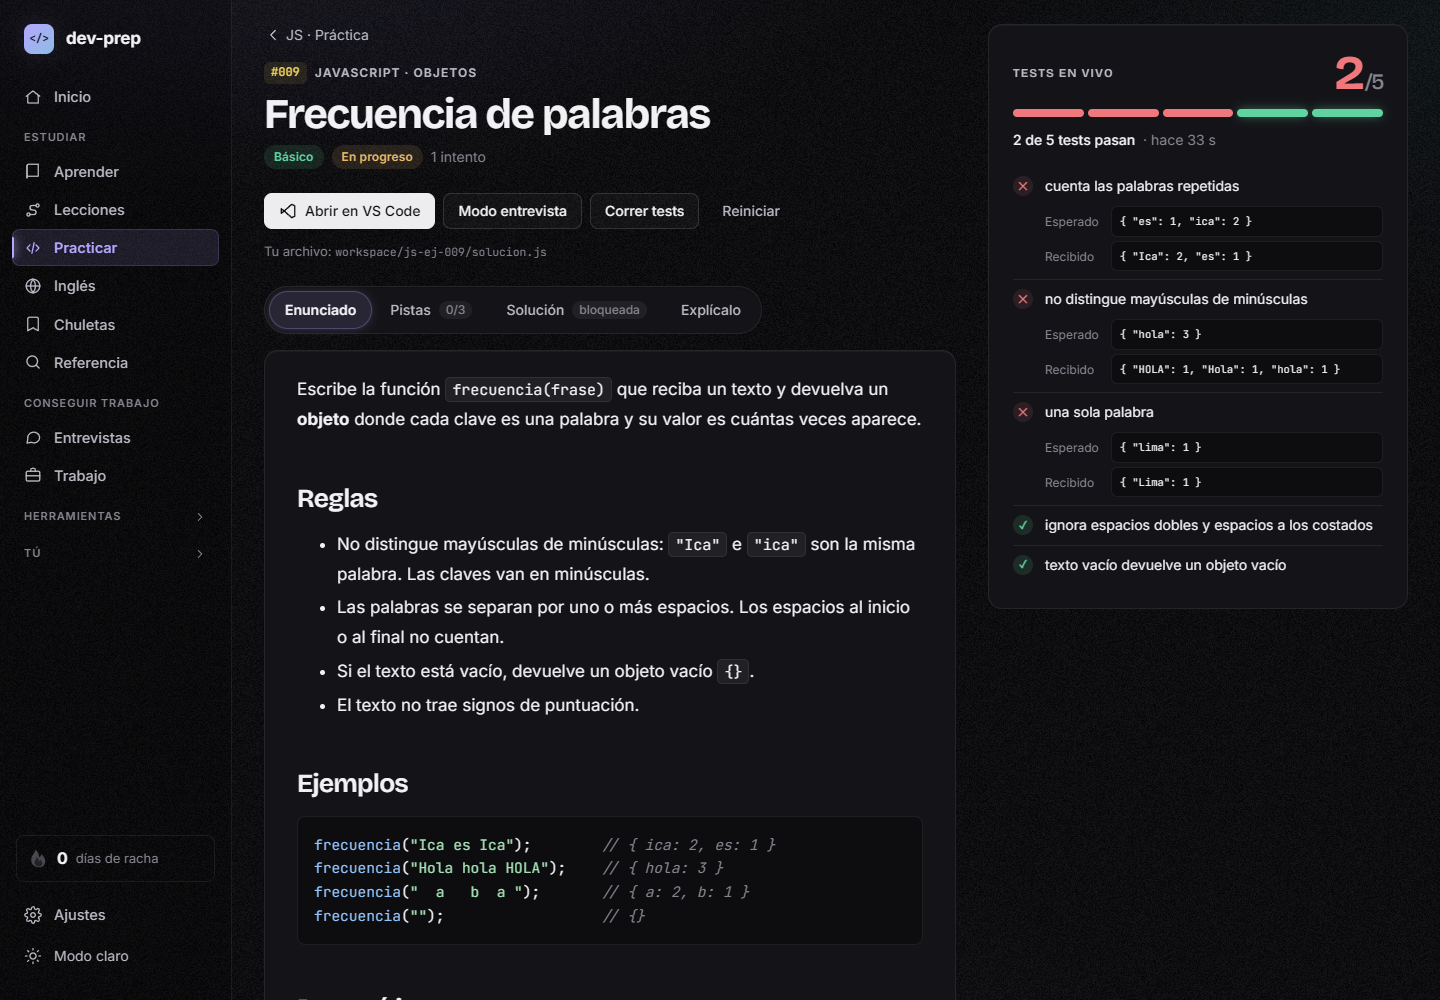 </> dev-prep
Inicio
ESTUDIAR
Aprender
Lecciones
</> Practicar
Inglés
Chuletas
Referencia
CONSEGUIR TRABAJO
Entrevistas
Trabajo
HERRAMIENTAS
TÚ
0 días de racha
Ajustes
Modo claro
JS · Práctica
#009 JAVASCRIPT · OBJETOS
Frecuencia de palabras
Básico En progreso 1 intento
Abrir en VS Code Modo entrevista Correr tests Reiniciar
Tu archivo: workspace/js-ej-009/solucion.js
Enunciado Pistas 0/3 Solución bloqueada Explícalo
Escribe la función frecuencia(frase) que reciba un texto y devuelva un
objeto donde cada clave es una palabra y su valor es cuántas veces aparece.
Reglas
• No distingue mayúsculas de minúsculas: "Ica" e "ica" son la misma
palabra. Las claves van en minúsculas.
• Las palabras se separan por uno o más espacios. Los espacios al inicio
o al final no cuentan.
• Si el texto está vacío, devuelve un objeto vacío {}.
• El texto no trae signos de puntuación.
Ejemplos
frecuencia("Ica es Ica"); // { ica: 2, es: 1 }
frecuencia("Hola hola HOLA"); // { hola: 3 }
frecuencia("  a   b  a "); // { a: 2, b: 1 }
frecuencia(""); // {}
TESTS EN VIVO 2/5
2 de 5 tests pasan · hace 33 s
cuenta las palabras repetidas
Esperado { "es": 1, "ica": 2 }
Recibido { "Ica": 2, "es": 1 }
no distingue mayúsculas de minúsculas
Esperado { "hola": 3 }
Recibido { "HOLA": 1, "Hola": 1, "hola": 1 }
una sola palabra
Esperado { "lima": 1 }
Recibido { "Lima": 1 }
ignora espacios dobles y espacios a los costados
texto vacío devuelve un objeto vacío